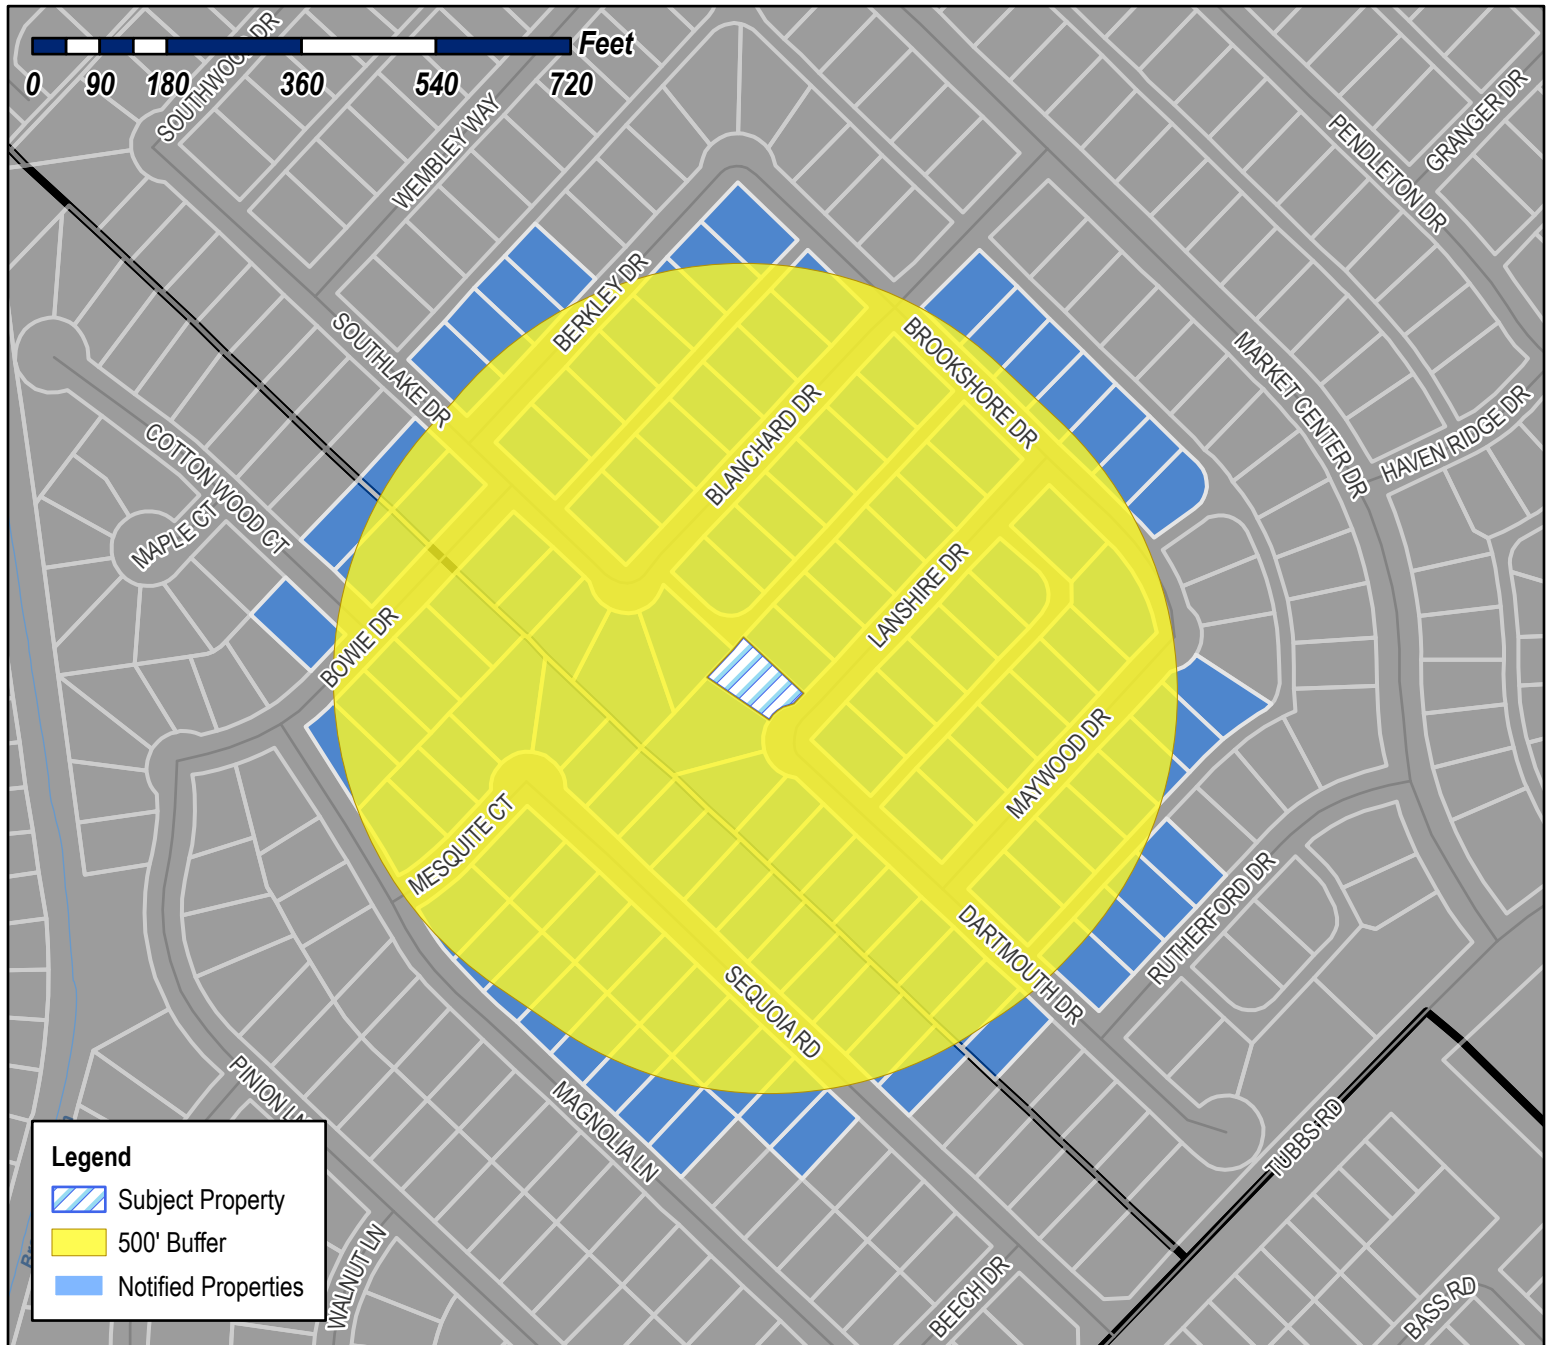 Feet
0 90 180 360 540 720
SOUTHWOOD DR
WEMBLEY WAY
PENDLETON DR
GRANGER DR
BERKLEY DR
SOUTHLAKE DR
BROOKSHORE DR
MARKET CENTER DR
HAVEN RIDGE DR
BLANCHARD DR
COTTON WOOD CT
MAPLE CT
LANSHIRE DR
BOWIE DR
MAYWOOD DR
MESQUITE CT
RUTHERFORD DR
DARTMOUTH DR
SEQUOIA RD
PINION LN
MAGNOLIA LN
TUBBS RD
WALNUT LN
BEECH DR
BASS RD
Legend
Subject Property
500' Buffer
Notified Properties